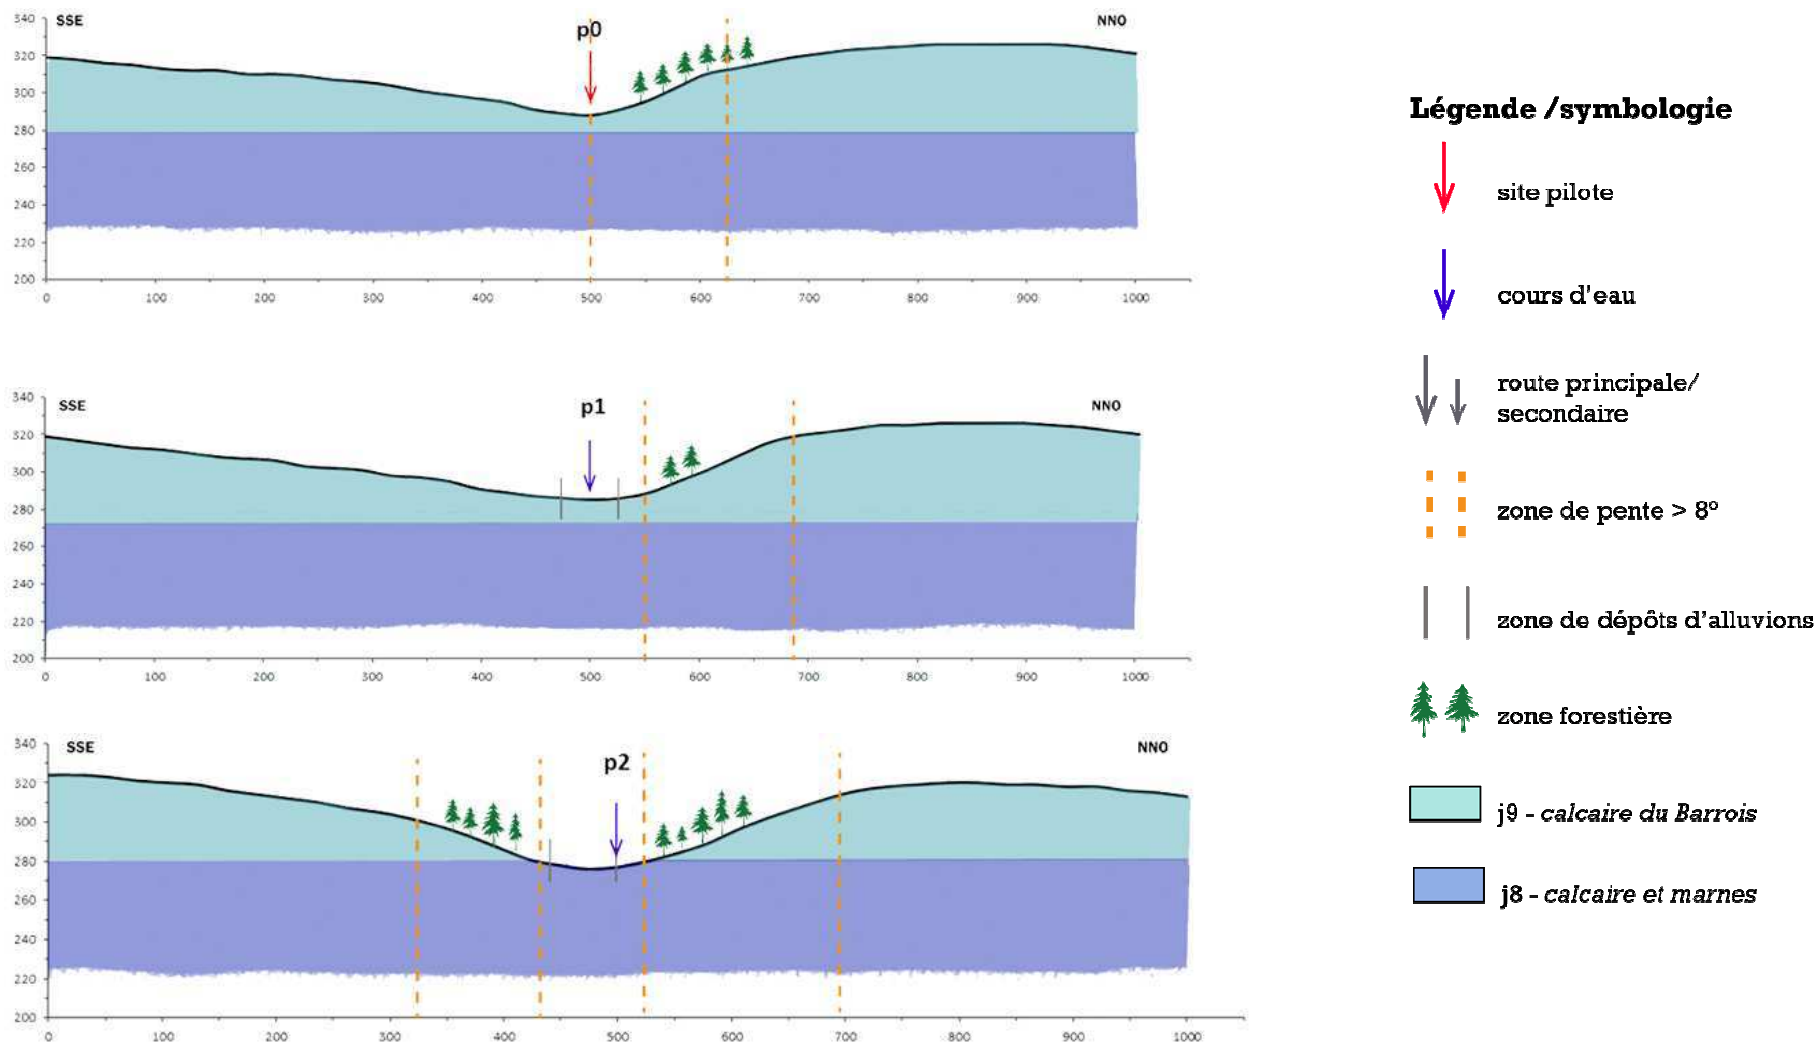 340
SSE
p0
NNO
320
300
280
260
240
220
200
0 100 200 300 400 500 600 700 800 900 1000
340
SSE
p1
NNO
320
300
280
260
240
220
200
0 100 200 300 400 500 600 700 800 900 1000
340
SSE
p2
NNO
320
300
280
260
240
220
200
0 100 200 300 400 500 600 700 800 900 1000
Légende /symbologie
site pilote
cours d'eau
route principale/
secondaire
zone de pente > 8°
zone de dépôts d'alluvions
zone forestière
j9 - calcaire du Barrois
j8 - calcaire et marnes